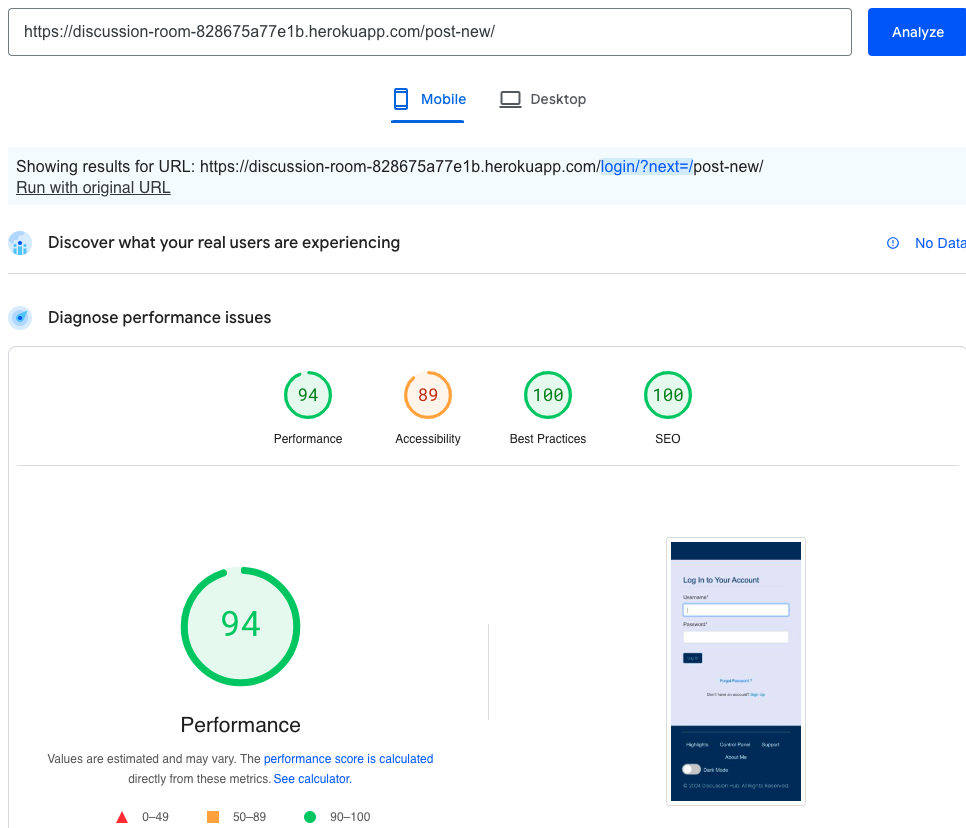 https://discussion-room-828675a77e1b.herokuapp.com/post-new/
Analyze
Mobile
Desktop
Showing results for URL: https://discussion-room-828675a77e1b.herokuapp.com/login/?next=/post-new/
Run with original URL
Discover what your real users are experiencing
No Data
Diagnose performance issues
94
89
100
100
Performance
Accessibility
Best Practices
SEO
94
Performance
Values are estimated and may vary. The performance score is calculated
directly from these metrics. See calculator.
0–49
50–89
90–100
Log In to Your Account
Username*
Password*
Log In
Forgot Password?
Don't have an account? Sign Up
Highlights
Control Panel
Support
About Me
Dark Mode
© 2024 Discussion Hub. All Rights Reserved.